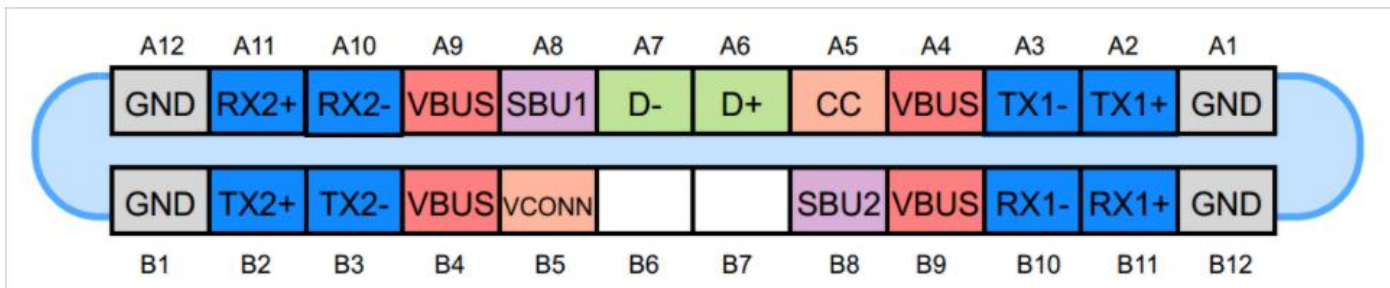 A12 A11 A10 A9 A8 A7 A6 A5 A4 A3 A2 A1
GND RX2+ RX2- VBUS SBU1 D- D+ CC VBUS TX1- TX1+ GND
GND TX2+ TX2- VBUS VCONN SBU2 VBUS RX1- RX1+ GND
B1 B2 B3 B4 B5 B6 B7 B8 B9 B10 B11 B12